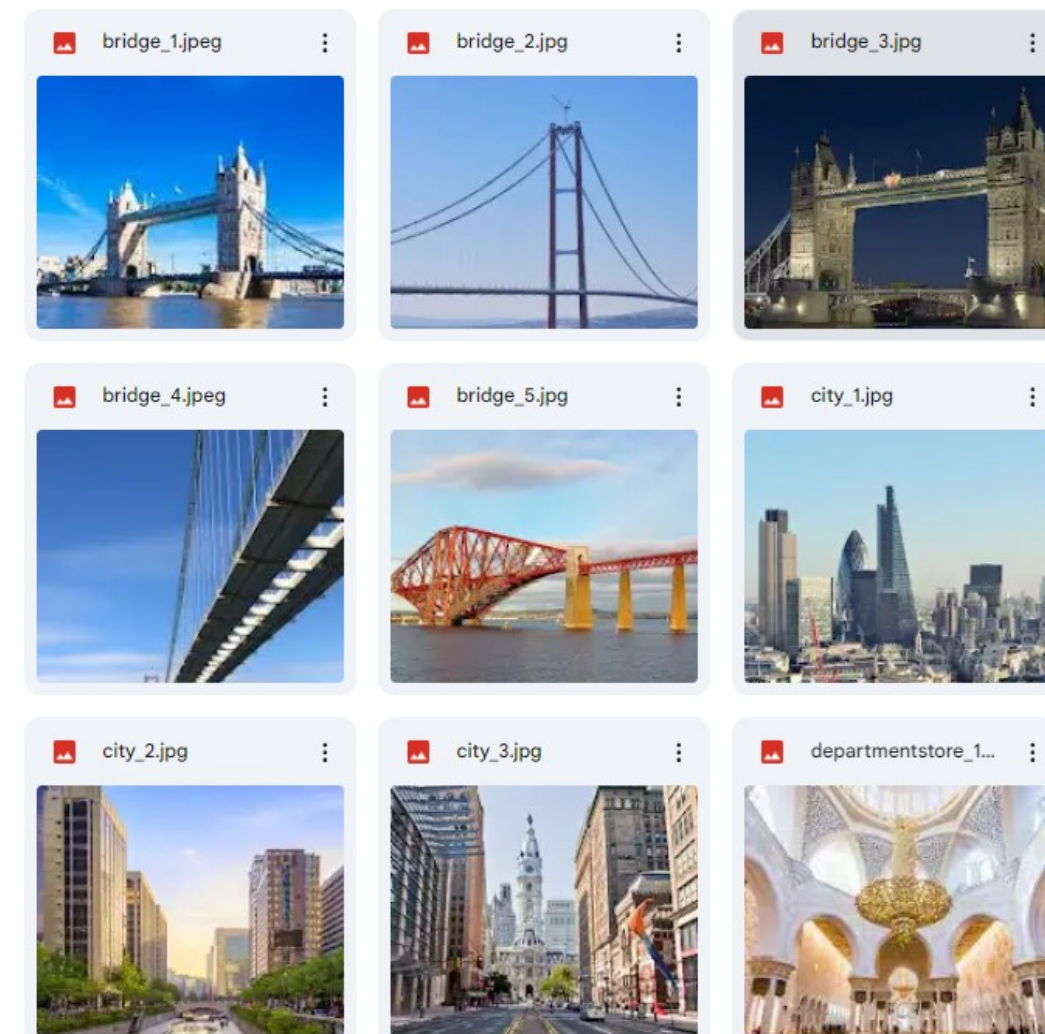 bridge_1.jpeg
bridge_2.jpg
bridge_3.jpg
bridge_4.jpeg
bridge_5.jpg
city_1.jpg
city_2.jpg
city_3.jpg
departmentstore_1...